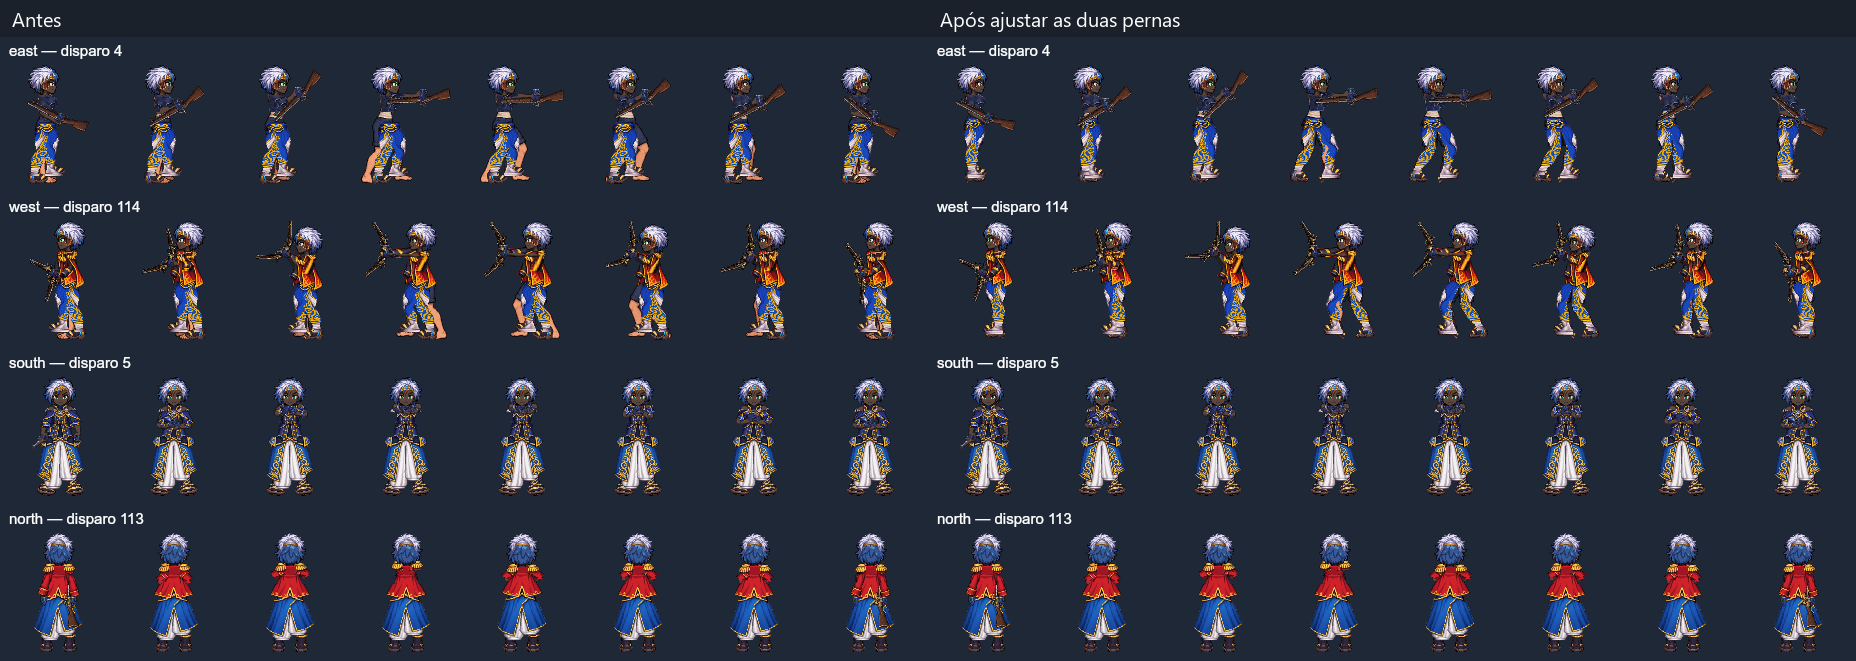 Antes
Após ajustar as duas pernas
east — disparo 4
east — disparo 4
west — disparo 114
west — disparo 114
south — disparo 5
south — disparo 5
north — disparo 113
north — disparo 113